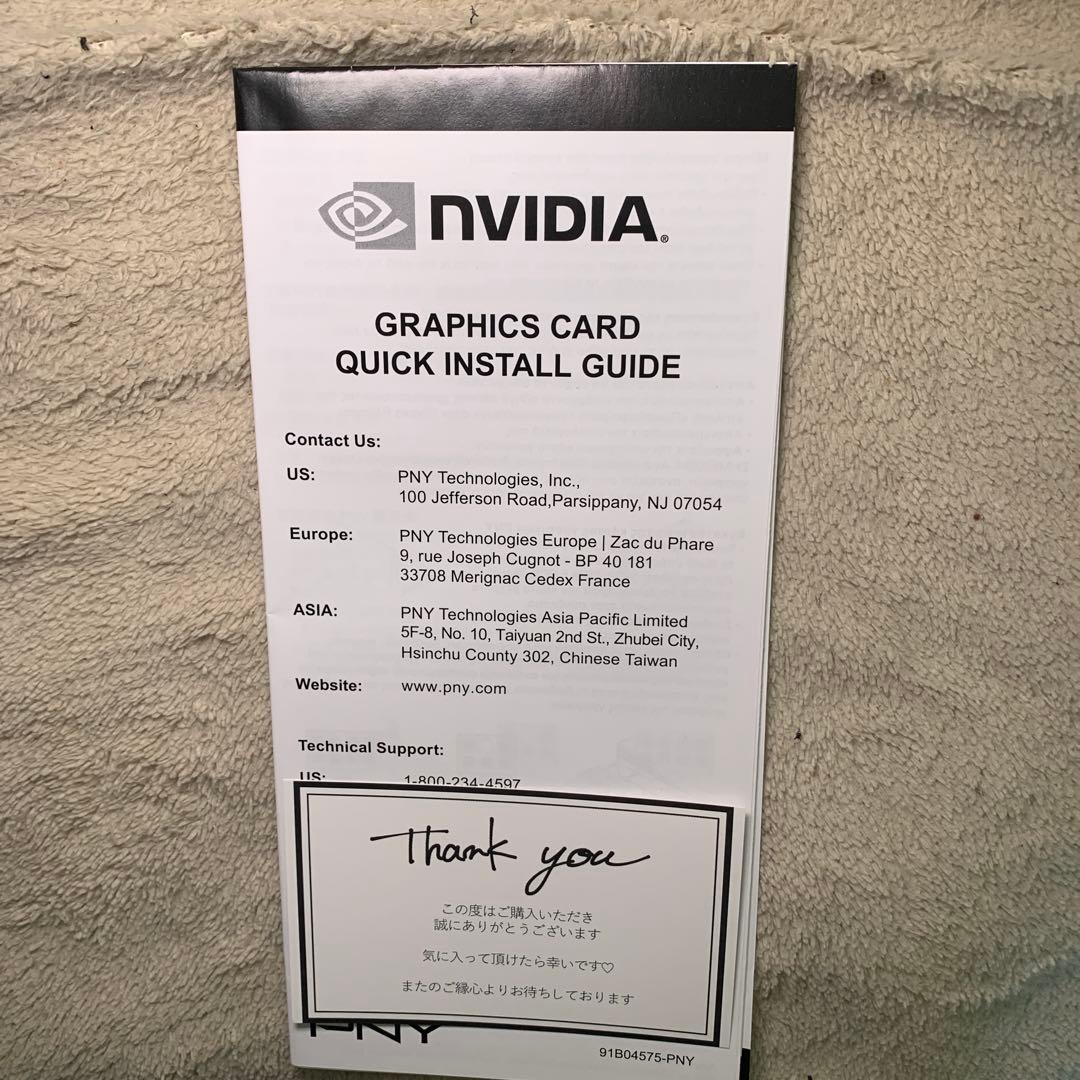 NVIDIA®
GRAPHICS CARD
QUICK INSTALL GUIDE
Contact Us:
US: PNY Technologies, Inc.,
100 Jefferson Road,Parsippany, NJ 07054
Europe: PNY Technologies Europe | Zac du Phare
9, rue Joseph Cugnot - BP 40 181
33708 Merignac Cedex France
ASIA: PNY Technologies Asia Pacific Limited
5F-8, No. 10, Taiyuan 2nd St., Zhubei City,
Hsinchu County 302, Chinese Taiwan
Website: www.pny.com
Technical Support:
US: 1-800-234-4597
Thank you
この度はご購入いただき
誠にありがとうございます
気に入って頂けたら幸いです♡
またのご縁心よりお待ちしております
PNY
91B04575-PNY